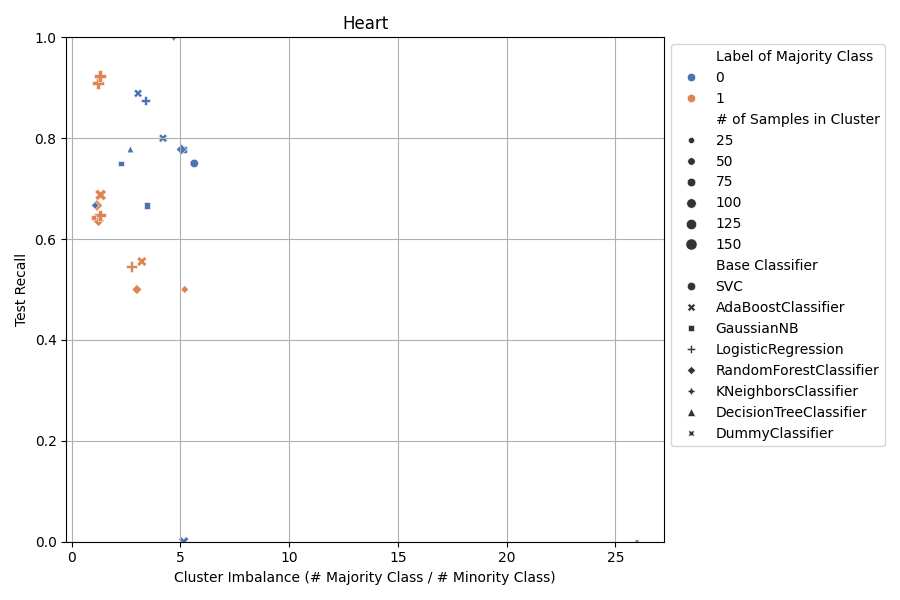 Heart
1.0
0.8
0.6
0.4
0.2
0.0
Test Recall
0
5
10
15
20
25
Cluster Imbalance (# Majority Class / # Minority Class)
Label of Majority Class
0
1
# of Samples in Cluster
25
50
75
100
125
150
Base Classifier
SVC
AdaBoostClassifier
GaussianNB
LogisticRegression
RandomForestClassifier
KNeighborsClassifier
DecisionTreeClassifier
DummyClassifier